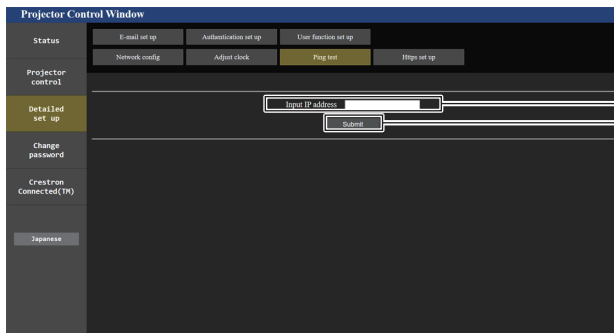 Projector Control Window
Status
E-mail set up
Authentication set up
User function set up
Network config
Adjust clock
Ping test
Https set up
Projector
control
Detailed
set up
Input IP address
Submit
Change
password
Crestron
Connected(TM)
Japanese